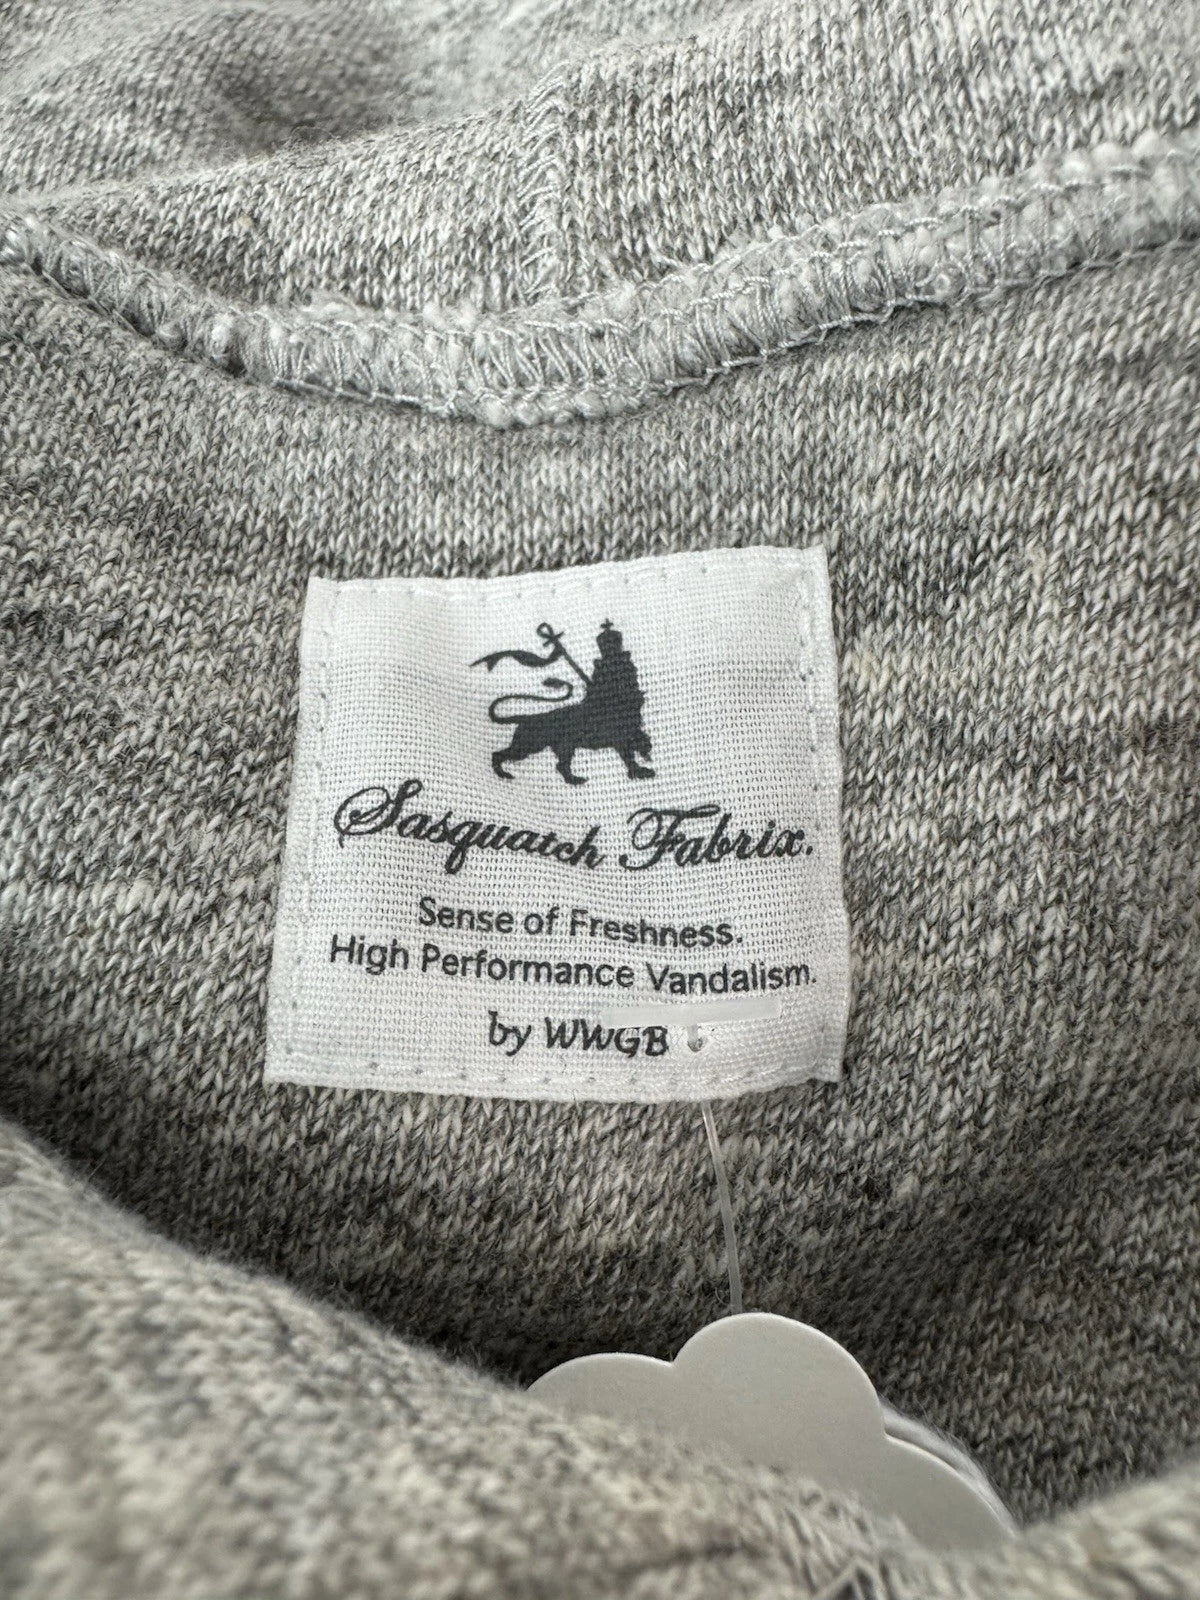 Sasquatch Fabrix.
Sense of Freshness.
High Performance Vandalism.
by WWGB